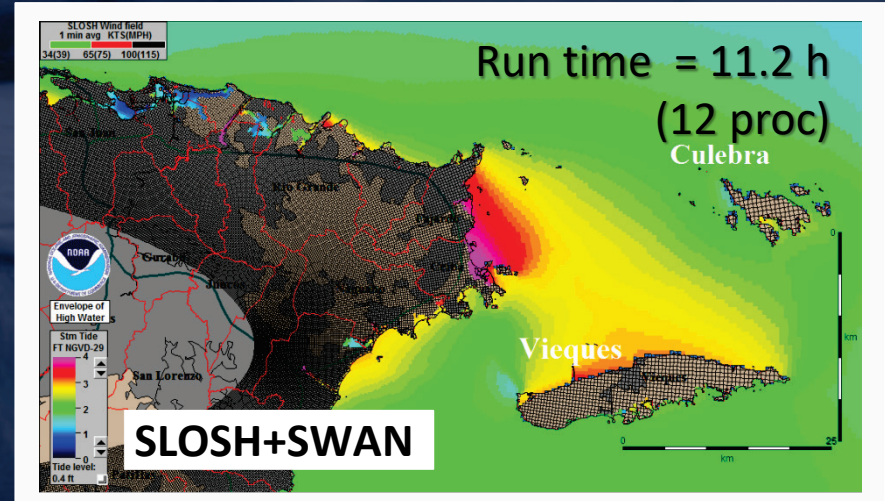 SLOSH Wind field
1 min avg KTS(MPH)
34(39) 65(75) 100(115)
Run time = 11.2 h
(12 proc)
Culebra
San Juan
Rio Grande
Fajardo
Ceiba
NOAA
Gurabo
Juncos
Envelope of
High Water
Stm Tide
FT NGVD-29
4
3
2
1
0
Tide level:
0.4 ft
San Lorenzo
Vieques
Vieques
SLOSH+SWAN
0
km
25
0
km